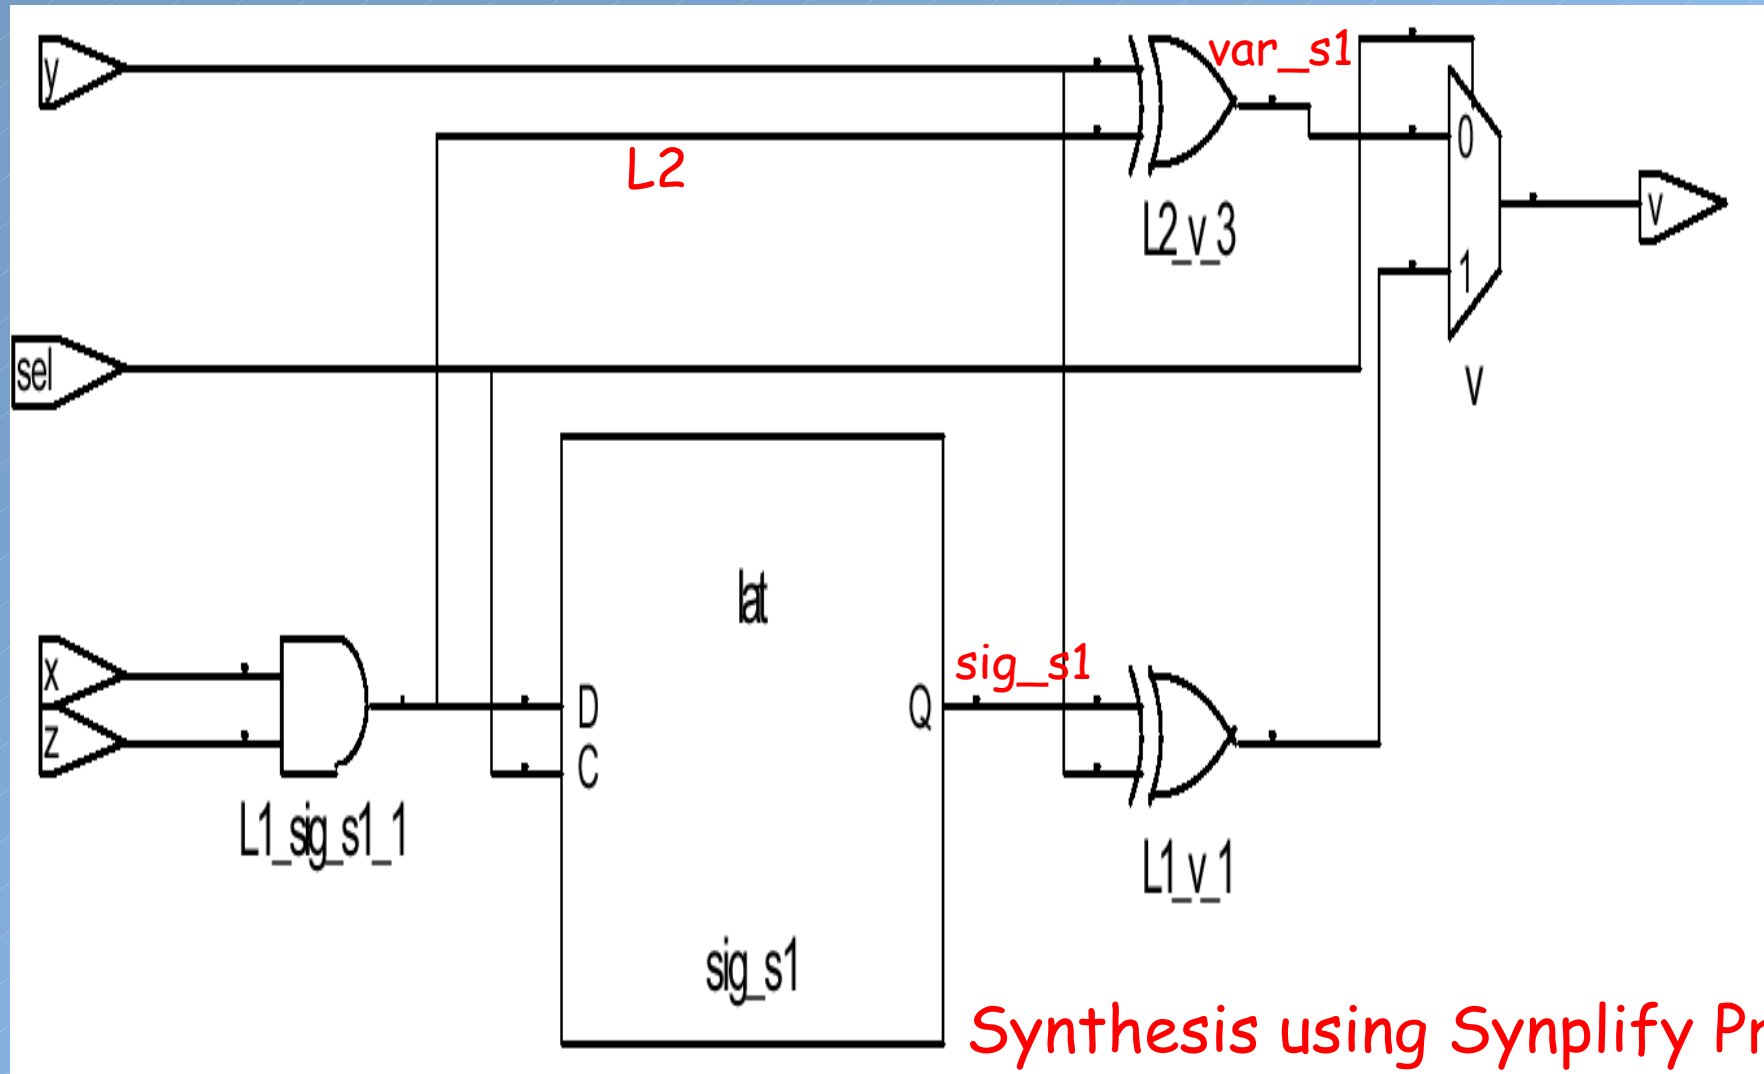 y
var_s1
0
L2
v
L2_v_3
1
sel
v
lat
x
sig_s1
D
Q
z
C
L1_sig_s1_1
L1_v_1
sig_s1
Synthesis using Synplify Pr